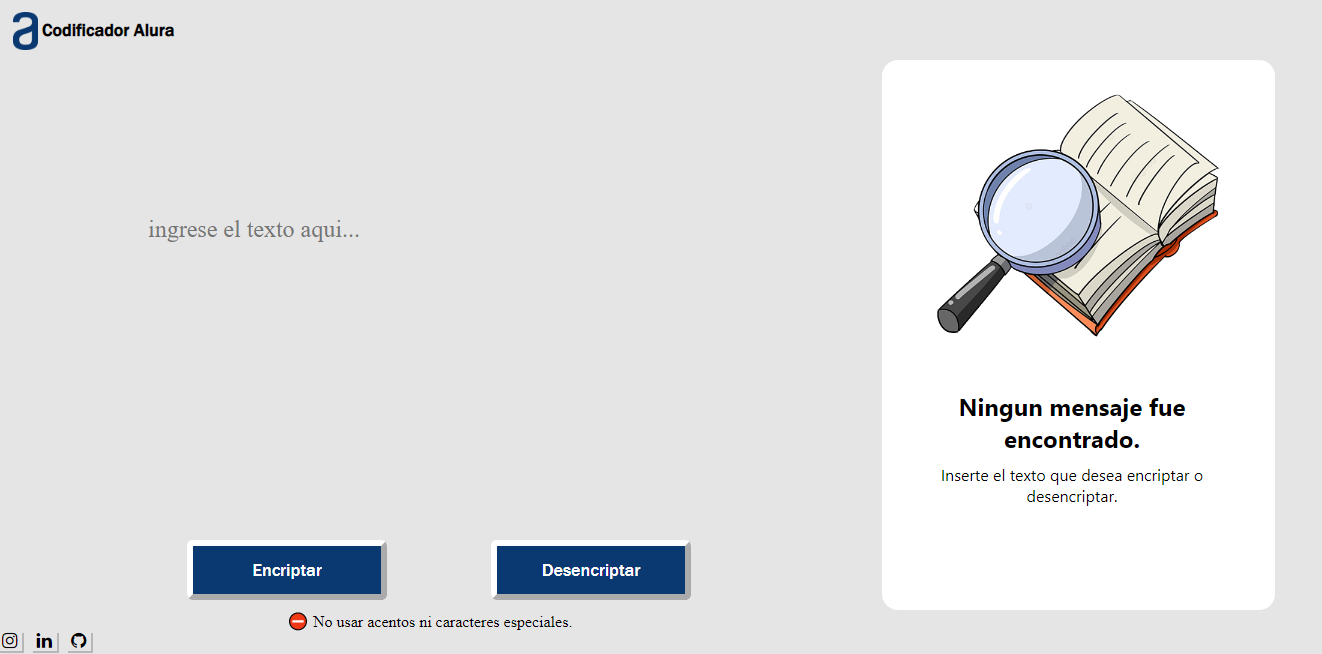 Codificador Alura
ingrese el texto aqui...
Ningun mensaje fue
encontrado.
Inserte el texto que desea encriptar o
desencriptar.
Encriptar
Desencriptar
No usar acentos ni caracteres especiales.